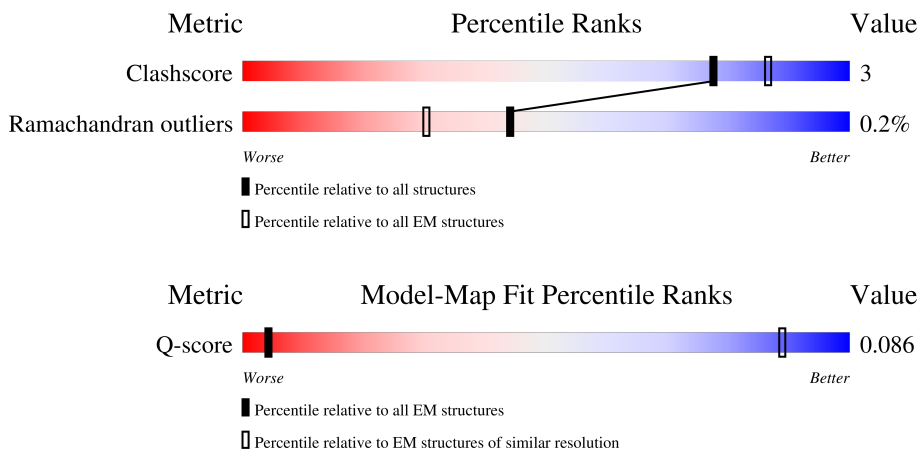 Metric Percentile Ranks Value
Clashscore 3
Ramachandran outliers 0.2%
Worse Better
Percentile relative to all structures
Percentile relative to all EM structures
Metric Model-Map Fit Percentile Ranks Value
Q-score 0.086
Worse Better
Percentile relative to all EM structures
Percentile relative to EM structures of similar resolution